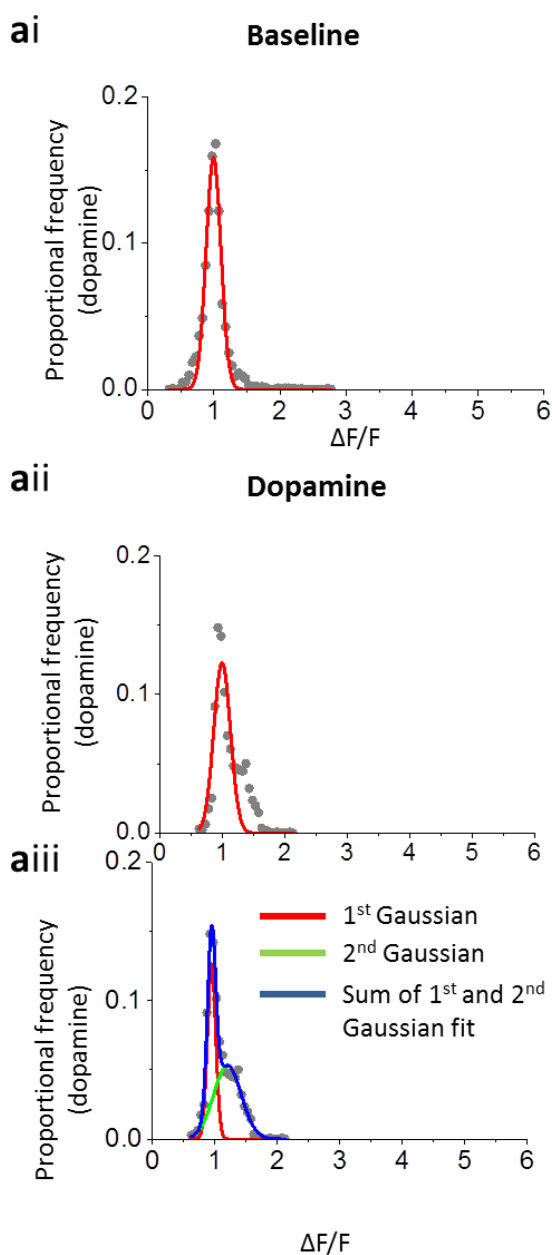 ai
Baseline
Proportional frequency
(dopamine)
0.2
0.1
0.0
0 1 2 3 4 5 6
ΔF/F
aii
Dopamine
Proportional frequency
(dopamine)
0.2
0.1
0.0
0 1 2 3 4 5 6
aiii
Proportional frequency
(dopamine)
0.2
0.1
0.0
1st Gaussian
2nd Gaussian
Sum of 1st and 2nd
Gaussian fit
0 1 2 3 4 5 6
ΔF/F